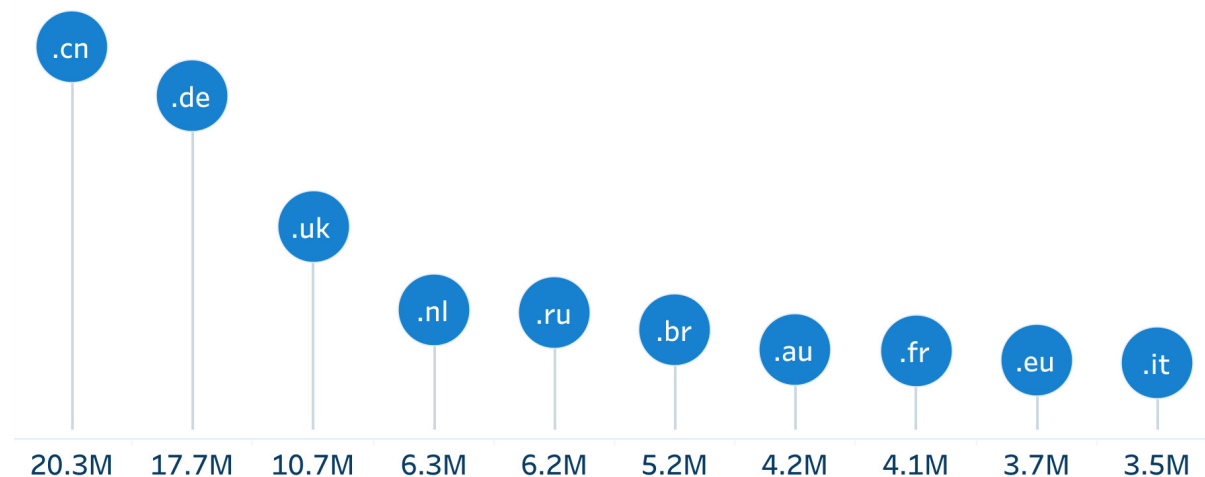 .cn
.de
.uk
.nl
.ru
.br
.au
.fr
.eu
.it
20.3M 17.7M 10.7M 6.3M 6.2M 5.2M 4.2M 4.1M 3.7M 3.5M